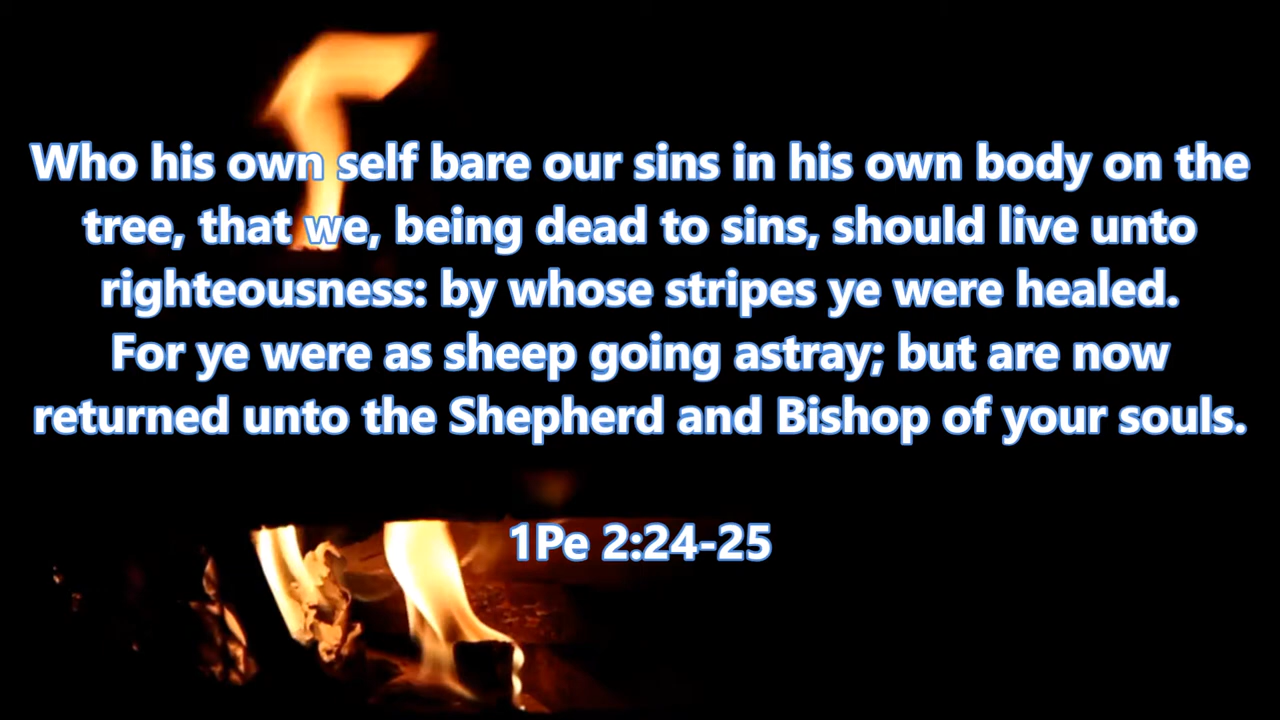 Who his own self bare our sins in his own body on the
tree, that we, being dead to sins, should live unto
righteousness: by whose stripes ye were healed.
For ye were as sheep going astray; but are now
returned unto the Shepherd and Bishop of your souls.
1Pe 2:24-25